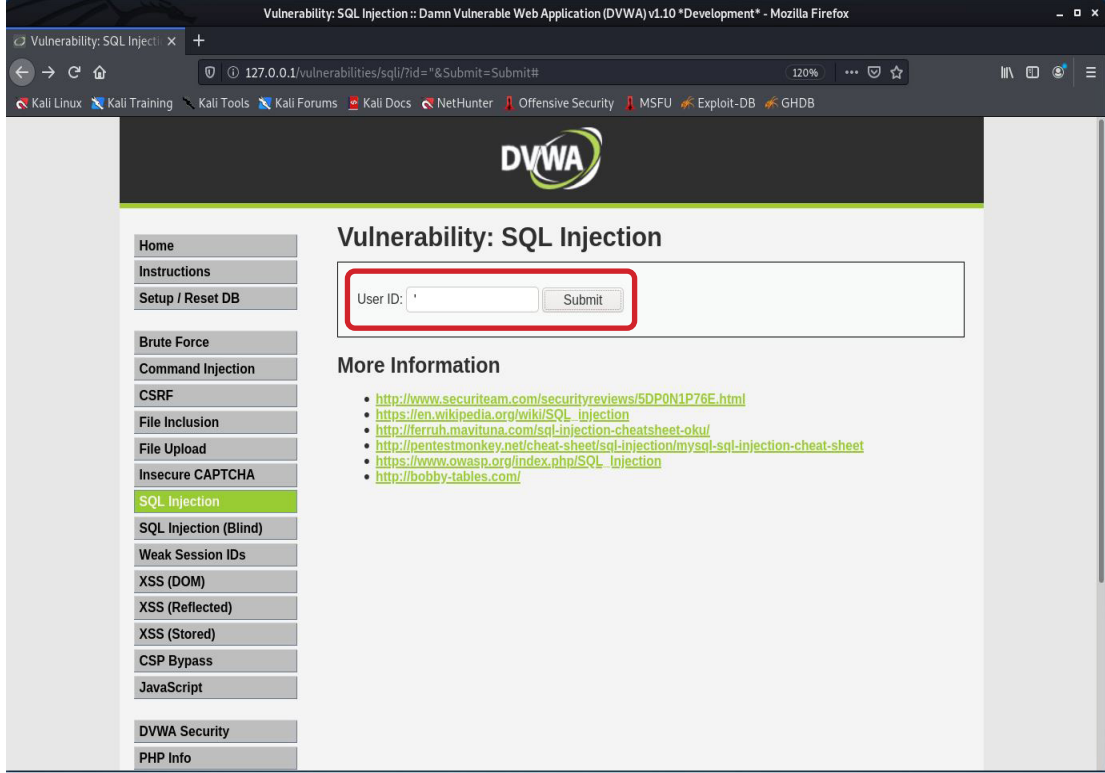 Vulnerability: SQL Injection :: Damn Vulnerable Web Application (DVWA) v1.10 *Development* - Mozilla Firefox
Vulnerability: SQL Injecti
127.0.0.1/vulnerabilities/sqli/?id="&Submit=Submit# 120%
Kali Linux Kali Training Kali Tools Kali Forums Kali Docs NetHunter Offensive Security MSFU Exploit-DB GHDB
DVWA
Vulnerability: SQL Injection
User ID: ' Submit
More Information
http://www.securiteam.com/securityreviews/5DP0N1P76E.html
https://en.wikipedia.org/wiki/SQL_injection
http://ferruh.mavituna.com/sql-injection-cheatsheet-oku/
http://pentestmonkey.net/cheat-sheet/sql-injection/mysql-sql-injection-cheat-sheet
https://www.owasp.org/index.php/SQL_Injection
http://bobby-tables.com/
Home
Instructions
Setup / Reset DB
Brute Force
Command Injection
CSRF
File Inclusion
File Upload
Insecure CAPTCHA
SQL Injection
SQL Injection (Blind)
Weak Session IDs
XSS (DOM)
XSS (Reflected)
XSS (Stored)
CSP Bypass
JavaScript
DVWA Security
PHP Info